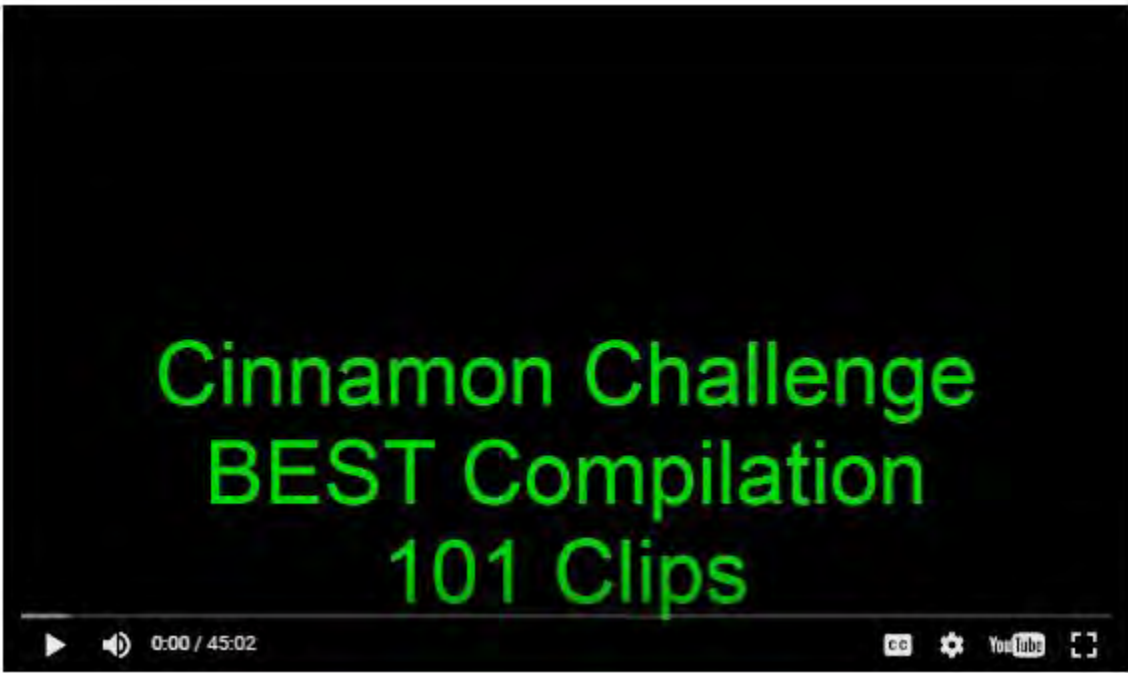 Cinnamon Challenge
BEST Compilation
101 Clips
0:00 / 45:02
CC
YouTube